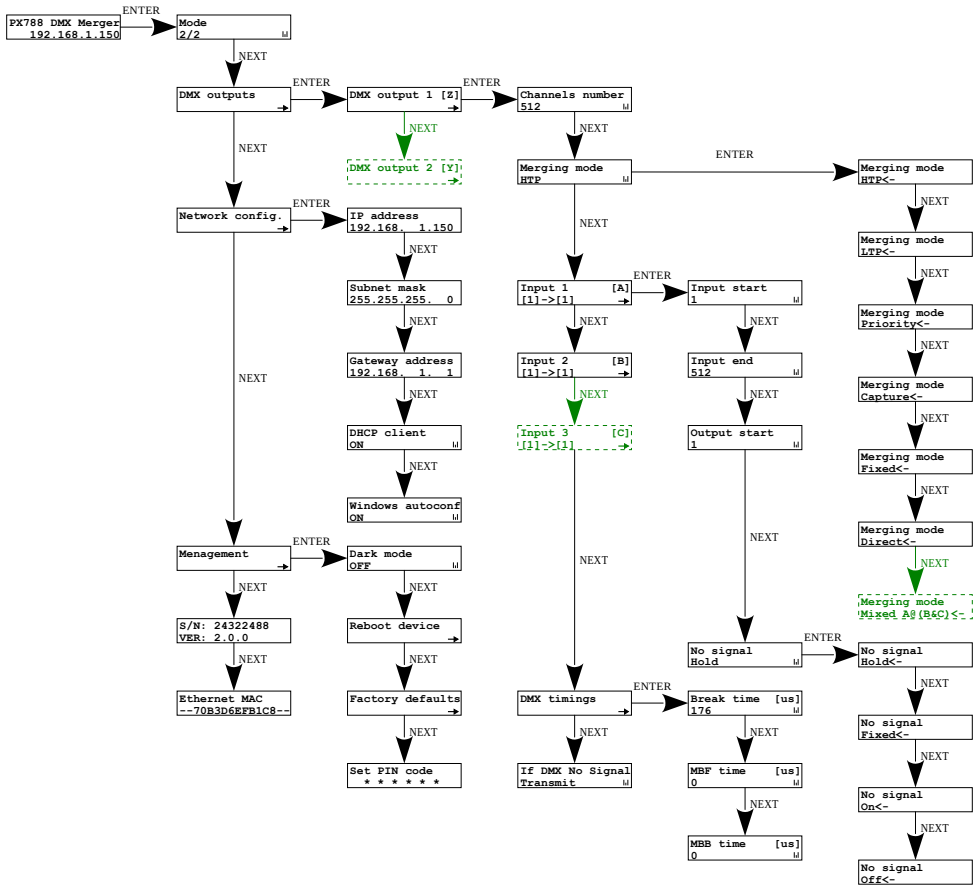 PX788 DMX Merger
192.168.1.150
ENTER
Mode
2/2
NEXT
DMX outputs
ENTER
DMX output 1 [Z]
ENTER
Channels number
512
NEXT
NEXT
NEXT
DMX output 2 [Y]
Merging mode
HTP
ENTER
Merging mode
HTP<-
NEXT
Network config.
ENTER
IP address
192.168.  1.150
NEXT
NEXT
Merging mode
LTP<-
NEXT
Subnet mask
255.255.255.  0
NEXT
Input 1 [A]
[1]->[1]
ENTER
Input start
1
NEXT
NEXT
Merging mode
Priority<-
NEXT
Gateway address
192.168.  1.  1
NEXT
NEXT
Input 2 [B]
[1]->[1]
NEXT
Input end
512
NEXT
Merging mode
Capture<-
NEXT
DHCP client
ON
NEXT
Input 3 [C]
[1]->[1]
Output start
1
Merging mode
Fixed<-
NEXT
Windows autoconf
ON
Merging mode
Direct<-
NEXT
Menagement
ENTER
Dark mode
OFF
NEXT
NEXT
NEXT
NEXT
Merging mode
Mixed A@(B&C)<-
S/N: 24322488
VER: 2.0.0
NEXT
Reboot device
NEXT
No signal
Hold
ENTER
No signal
Hold<-
NEXT
Ethernet MAC
--70B3D6EFB1C8--
Factory defaults
NEXT
DMX timings
ENTER
Break time [us]
176
NEXT
NEXT
No signal
Fixed<-
NEXT
Set PIN code
* * * * * *
If DMX No Signal
Transmit
MBF time [us]
0
NEXT
No signal
On<-
NEXT
MBB time [us]
0
No signal
Off<-